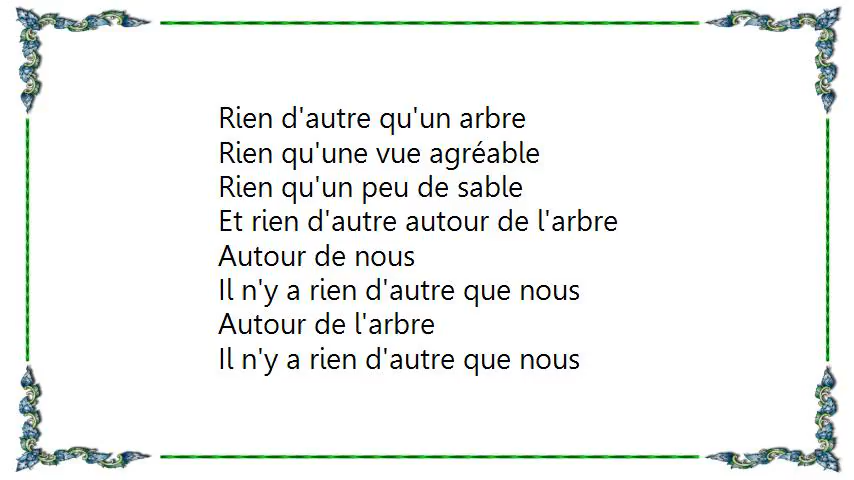 Rien d'autre qu'un arbre
Rien qu'une vue agréable
Rien qu'un peu de sable
Et rien d'autre autour de l'arbre
Autour de nous
Il n'y a rien d'autre que nous
Autour de l'arbre
Il n'y a rien d'autre que nous